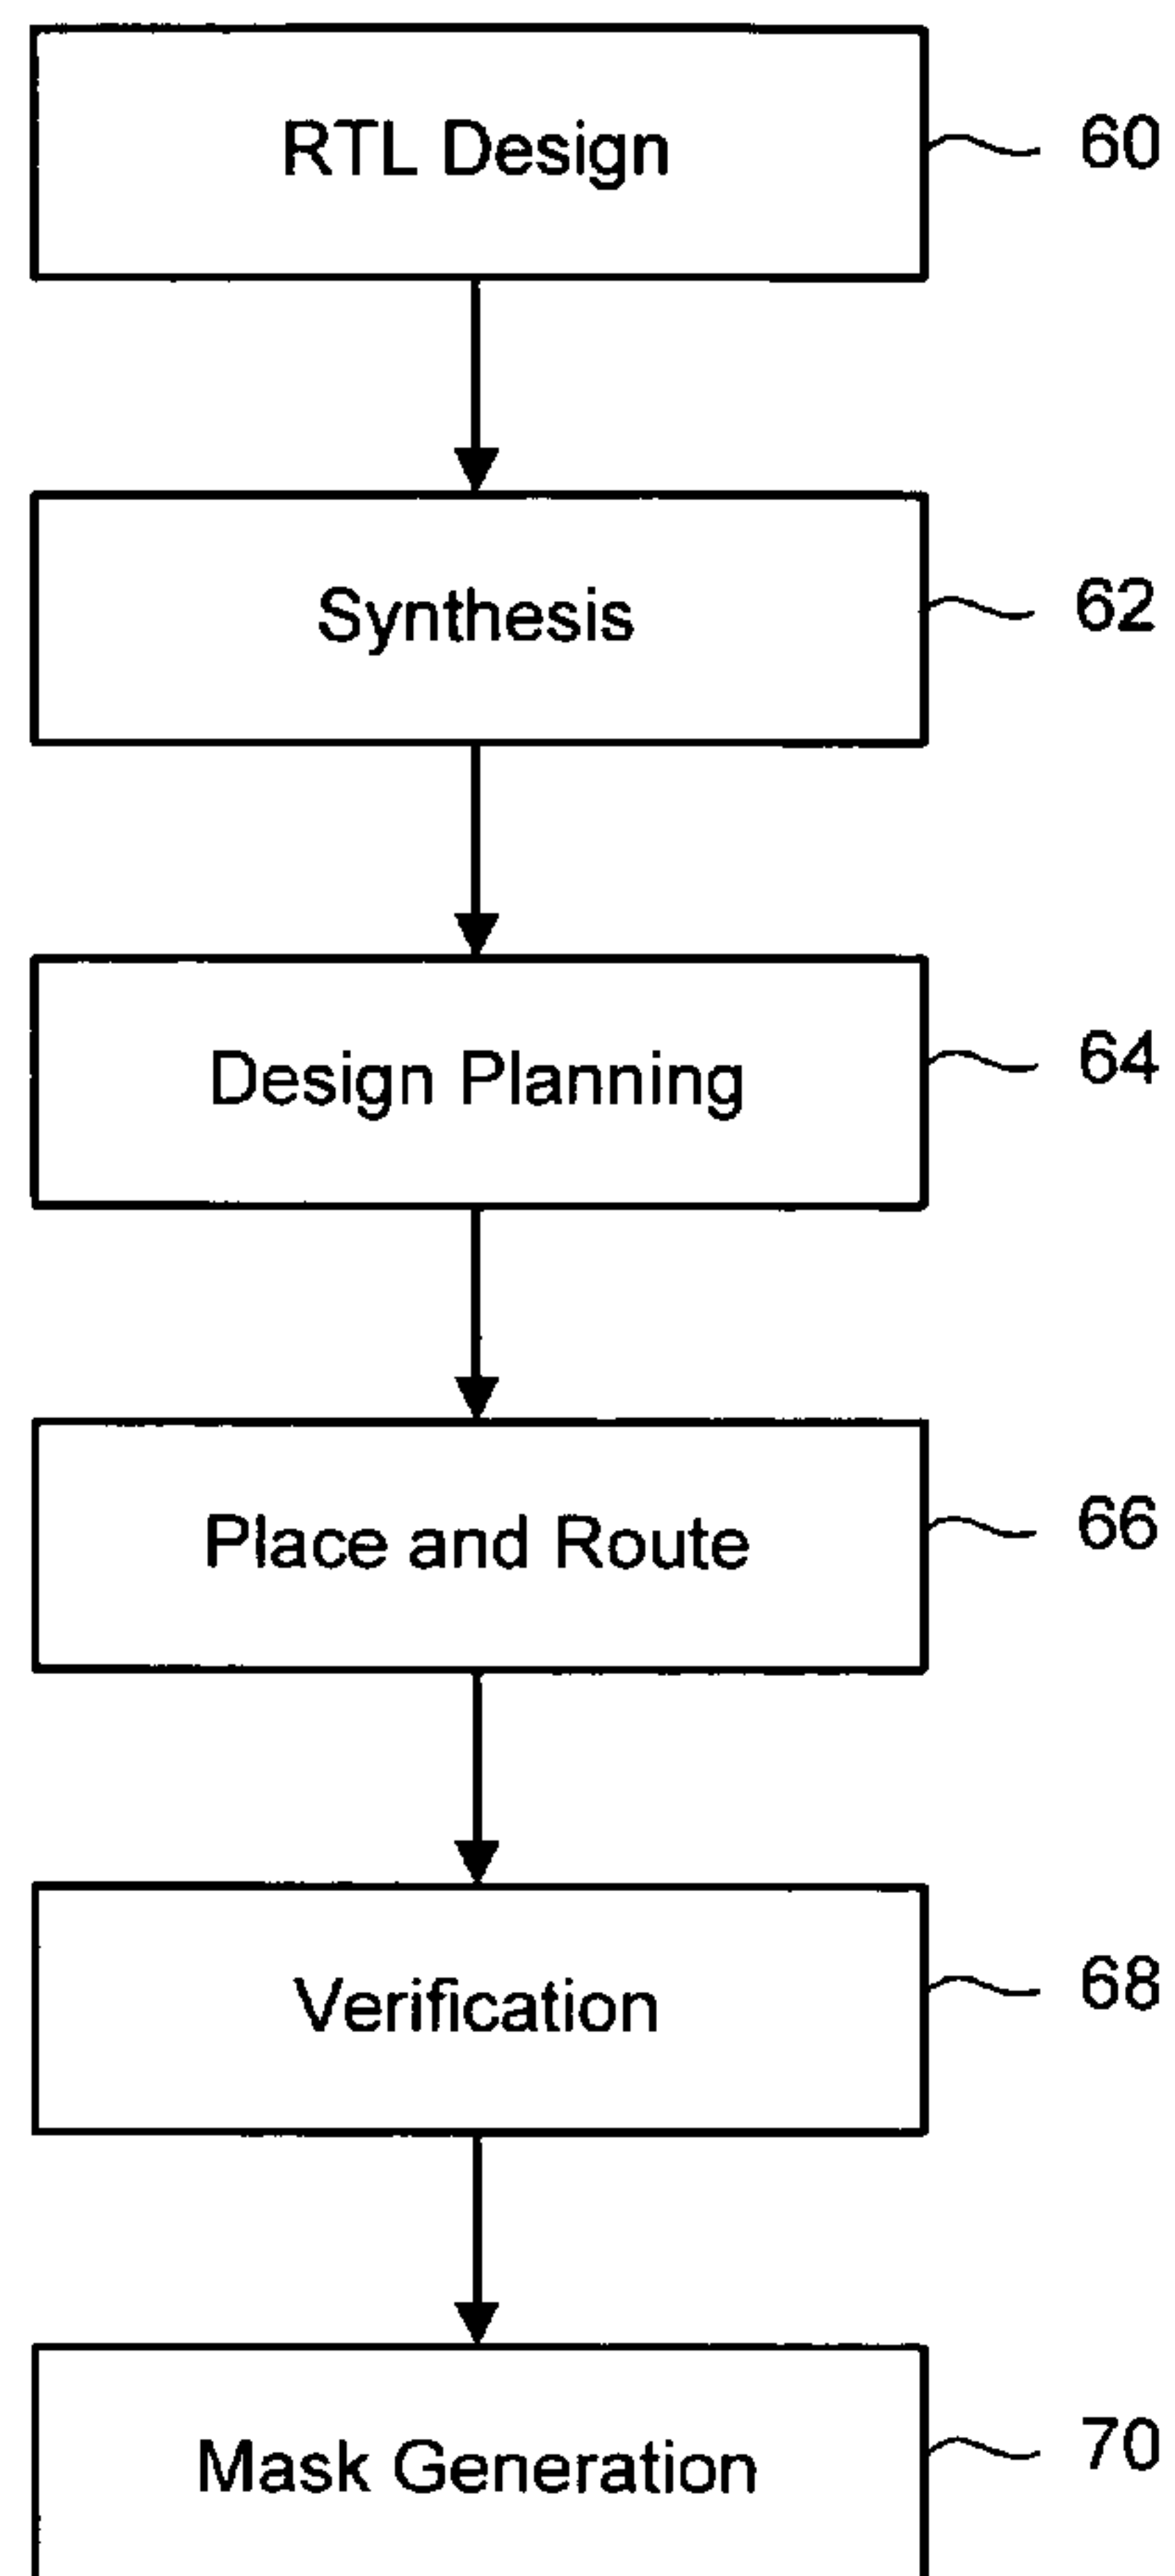 RTL Design
60
Synthesis
62
Design Planning
64
Place and Route
66
Verification
68
Mask Generation
70